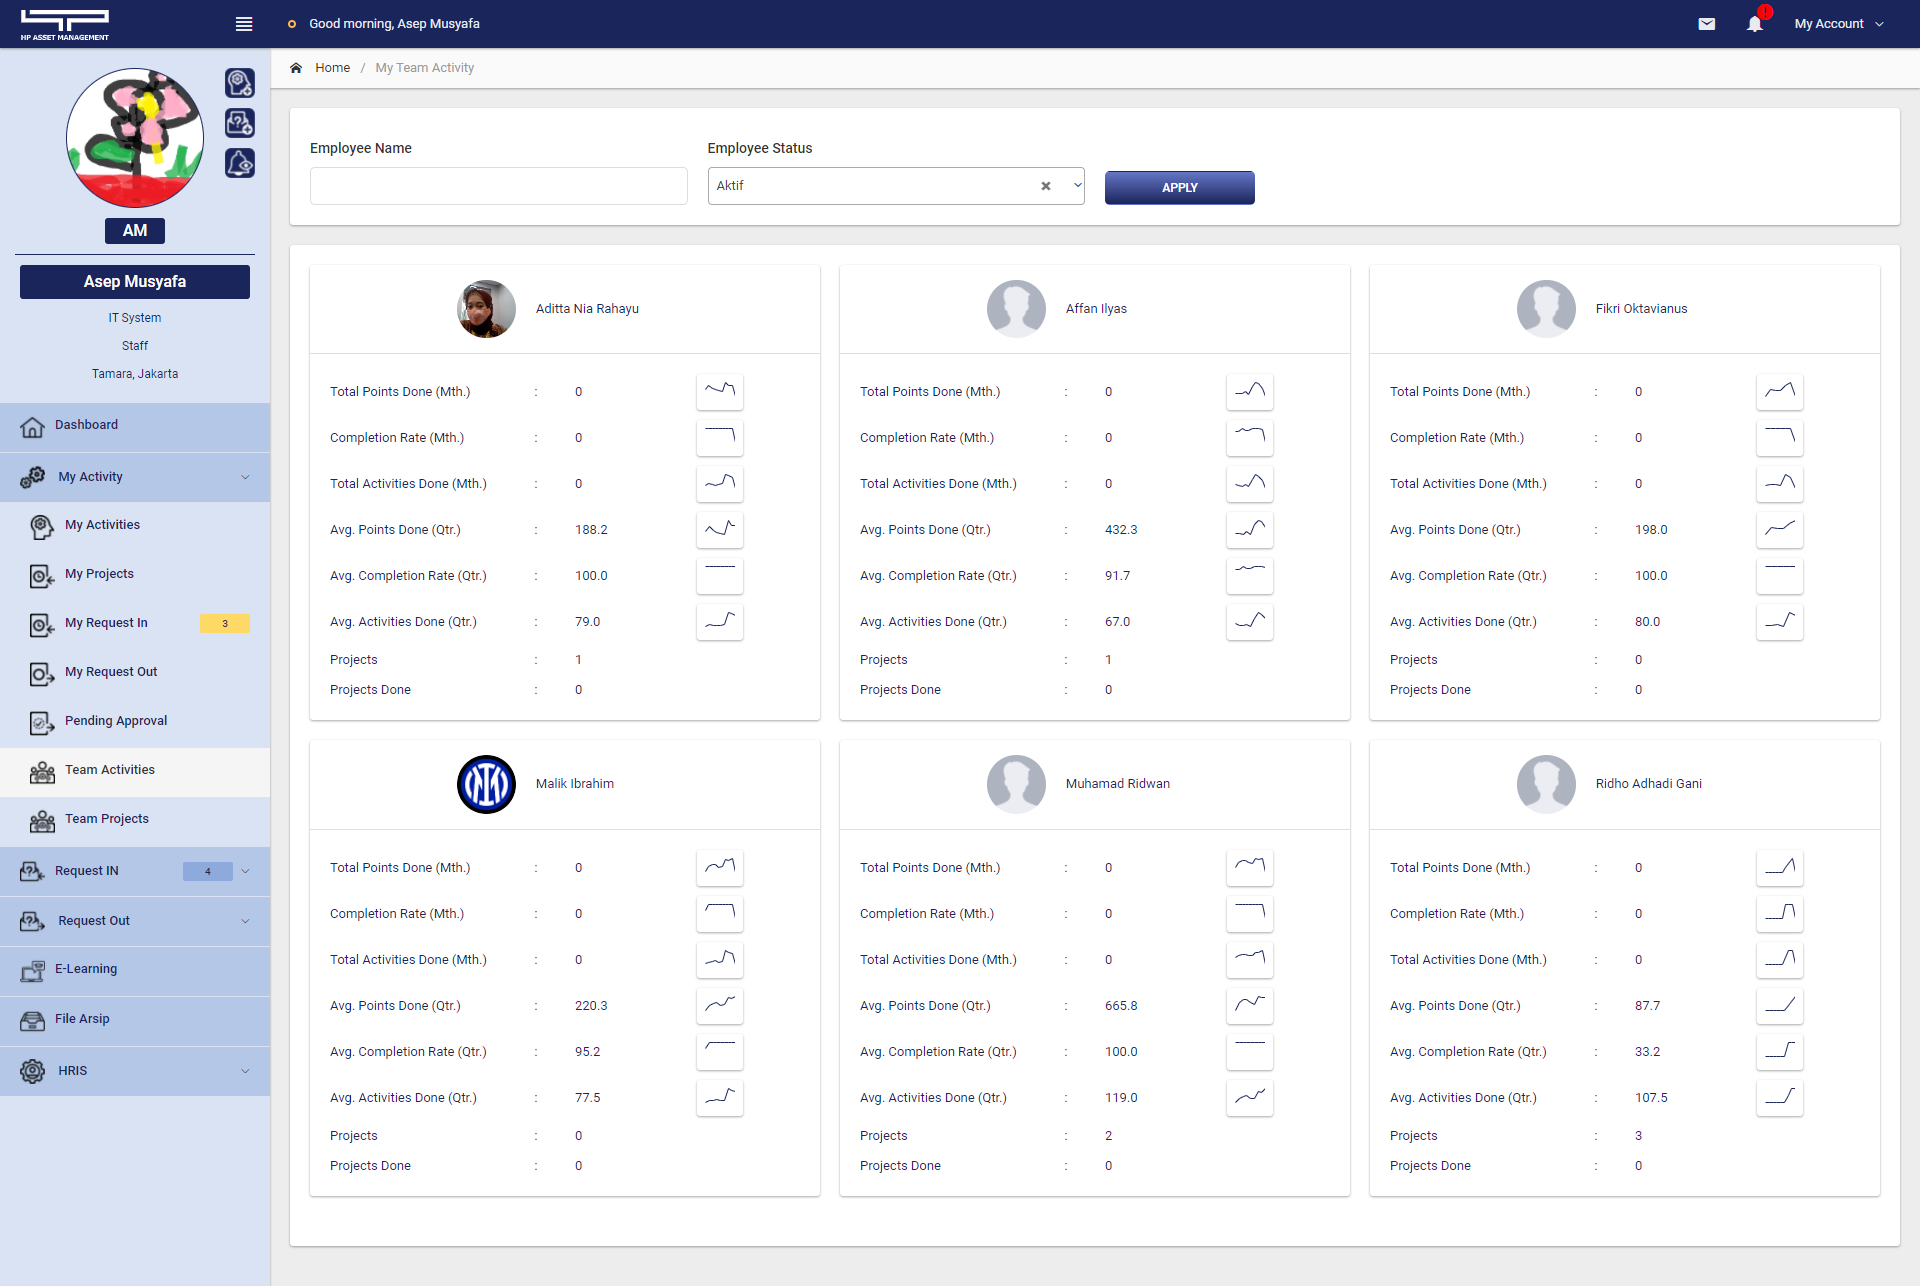 HP ASSET MANAGEMENT
Good morning, Asep Musyafa
!
My Account
Home / My Team Activity
AM
Asep Musyafa
IT System
Staff
Tamara, Jakarta
Dashboard
My Activity
My Activities
My Projects
My Request In 3
My Request Out
Pending Approval
Team Activities
Team Projects
Request IN 4
Request Out
E-Learning
File Arsip
HRIS
Employee Name
Employee Status
Aktif
APPLY
Aditta Nia Rahayu
Total Points Done (Mth.) : 0
Completion Rate (Mth.) : 0
Total Activities Done (Mth.) : 0
Avg. Points Done (Qtr.) : 188.2
Avg. Completion Rate (Qtr.) : 100.0
Avg. Activities Done (Qtr.) : 79.0
Projects : 1
Projects Done : 0
Affan Ilyas
Total Points Done (Mth.) : 0
Completion Rate (Mth.) : 0
Total Activities Done (Mth.) : 0
Avg. Points Done (Qtr.) : 432.3
Avg. Completion Rate (Qtr.) : 91.7
Avg. Activities Done (Qtr.) : 67.0
Projects : 1
Projects Done : 0
Fikri Oktavianus
Total Points Done (Mth.) : 0
Completion Rate (Mth.) : 0
Total Activities Done (Mth.) : 0
Avg. Points Done (Qtr.) : 198.0
Avg. Completion Rate (Qtr.) : 100.0
Avg. Activities Done (Qtr.) : 80.0
Projects : 0
Projects Done : 0
Malik Ibrahim
Total Points Done (Mth.) : 0
Completion Rate (Mth.) : 0
Total Activities Done (Mth.) : 0
Avg. Points Done (Qtr.) : 220.3
Avg. Completion Rate (Qtr.) : 95.2
Avg. Activities Done (Qtr.) : 77.5
Projects : 0
Projects Done : 0
Muhamad Ridwan
Total Points Done (Mth.) : 0
Completion Rate (Mth.) : 0
Total Activities Done (Mth.) : 0
Avg. Points Done (Qtr.) : 665.8
Avg. Completion Rate (Qtr.) : 100.0
Avg. Activities Done (Qtr.) : 119.0
Projects : 2
Projects Done : 0
Ridho Adhadi Gani
Total Points Done (Mth.) : 0
Completion Rate (Mth.) : 0
Total Activities Done (Mth.) : 0
Avg. Points Done (Qtr.) : 87.7
Avg. Completion Rate (Qtr.) : 33.2
Avg. Activities Done (Qtr.) : 107.5
Projects : 3
Projects Done : 0